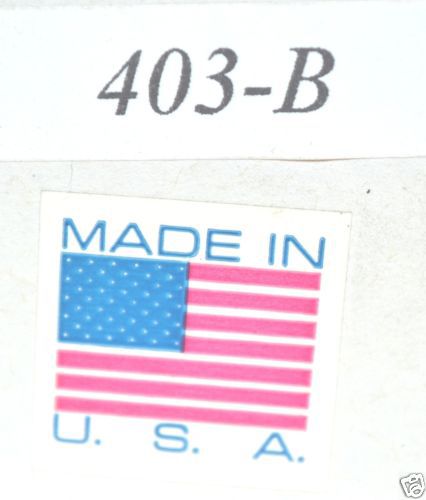 403-B
MADE IN
U. S. A.